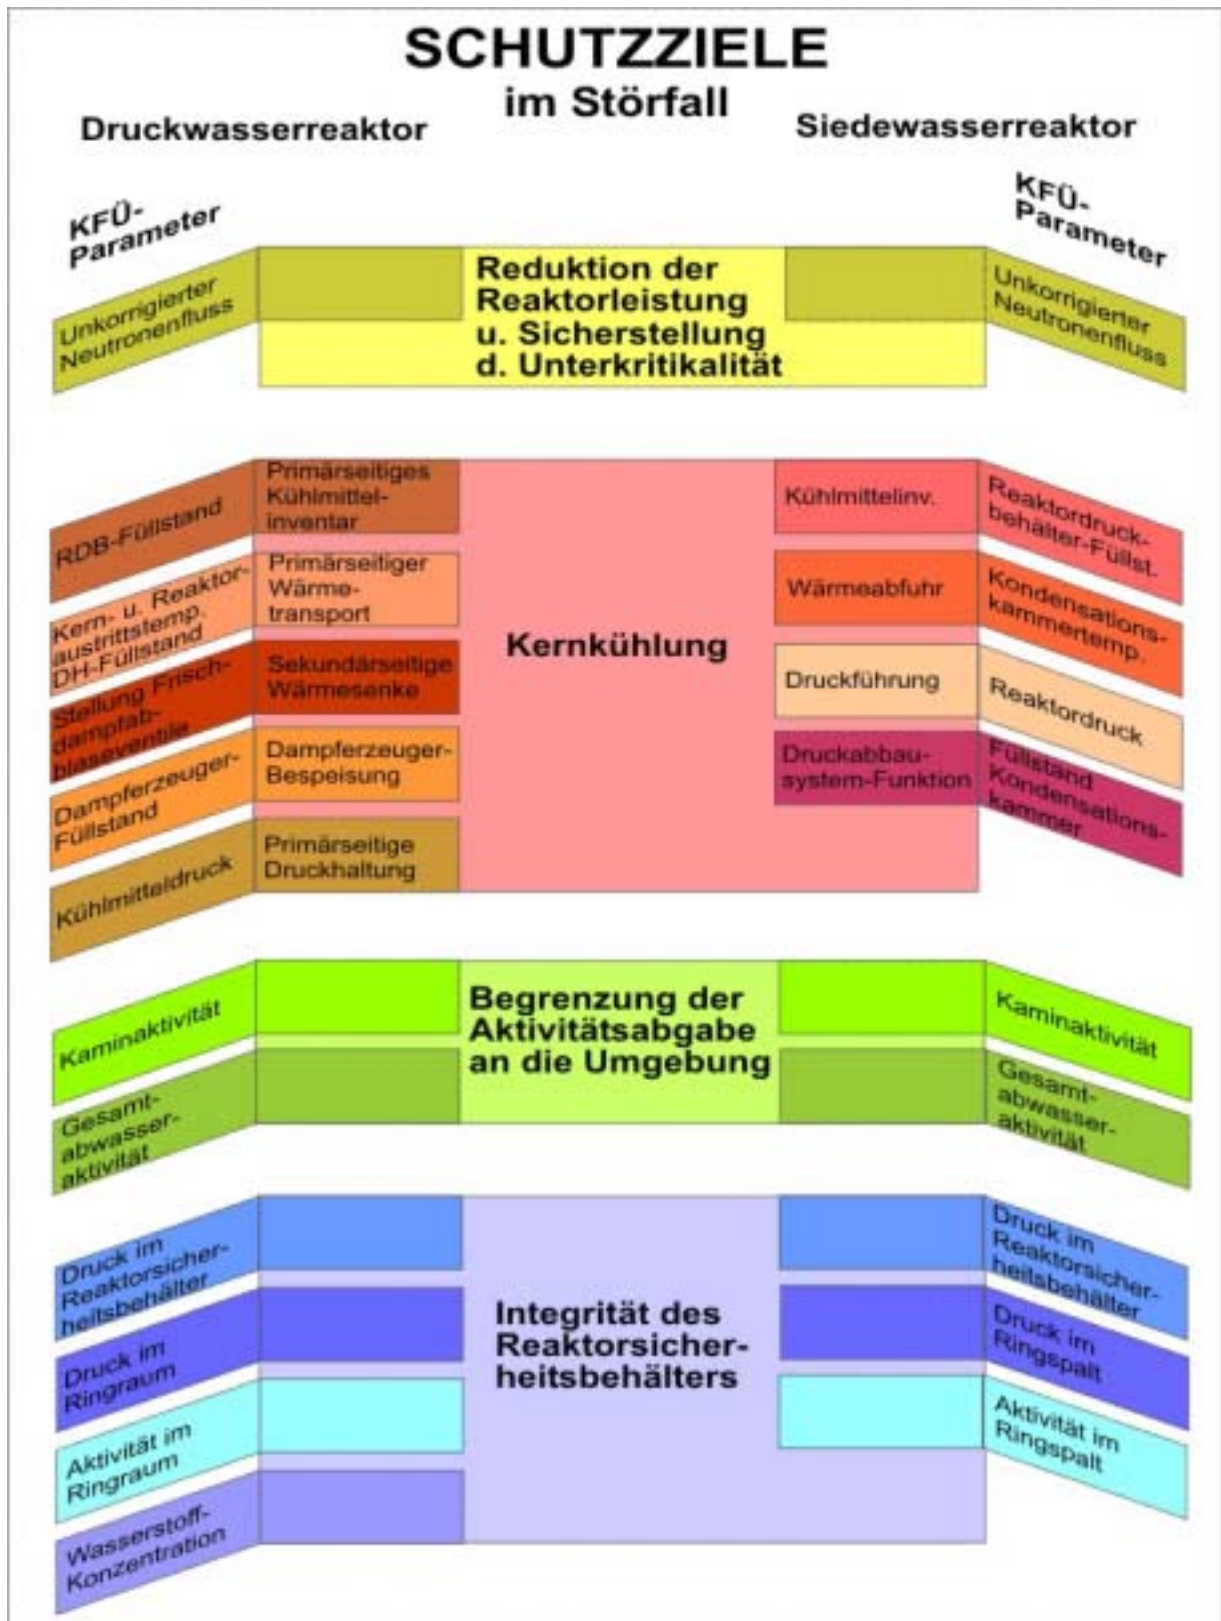 SCHUTZZIELE
im Störfall
Druckwasserreaktor
Siedewasserreaktor
KFÜ-
Parameter
KFÜ-
Parameter
Unkorrigierter
Neutronenfluss
Reduktion der
Reaktorleistung
u. Sicherstellung
d. Unterkritikalität
Unkorrigierter
Neutronenfluss
RDB-Füllstand
Primärseitiges
Kühlmittel-
inventar
Kern- u. Reaktor-
austrittstemp.
DH-Füllstand
Primärseitiger
Wärme-
transport
Stellung Frisch-
dampfab-
blaseventile
Sekundärseitige
Wärmesenke
Dampferzeuger-
Füllstand
Dampferzeuger-
Bespeisung
Kühlmitteldruck
Primärseitige
Druckhaltung
Kernkühlung
Kühlmittelinv.
Reaktordruck-
behälter-Füllst.
Wärmeabfuhr
Kondensations-
kammertemp.
Druckführung
Reaktordruck
Druckabbau-
system-Funktion
Füllstand
Kondensations-
kammer
Kaminaktivität
Gesamt-
abwasser-
aktivität
Begrenzung der
Aktivitätsabgabe
an die Umgebung
Kaminaktivität
Gesamt-
abwasser-
aktivität
Druck im
Reaktorsicher-
heitsbehälter
Druck im
Ringraum
Aktivität im
Ringraum
Wasserstoff-
Konzentration
Integrität des
Reaktorsicher-
heitsbehälters
Druck im
Reaktorsicher-
heitsbehälter
Druck im
Ringspalt
Aktivität im
Ringspalt